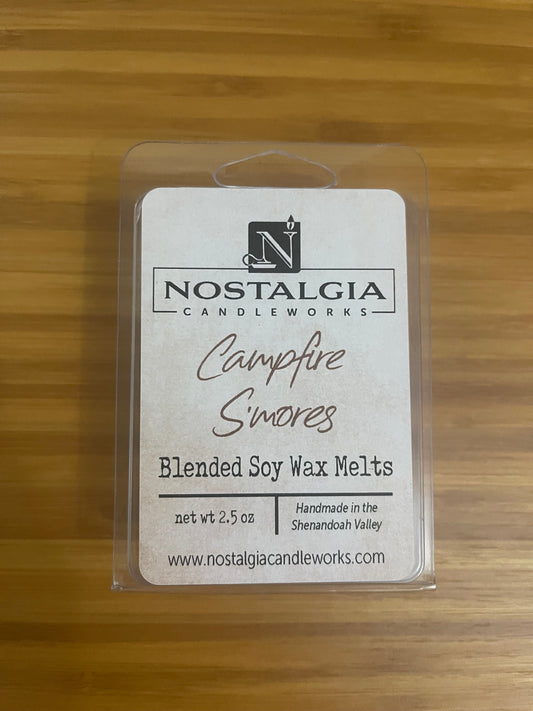 N
NOSTALGIA
CANDLEWORKS
Campfire
S'mores
Blended Soy Wax Melts
net wt 2.5 oz
Handmade in the
Shenandoah Valley
www.nostalgiacandleworks.com